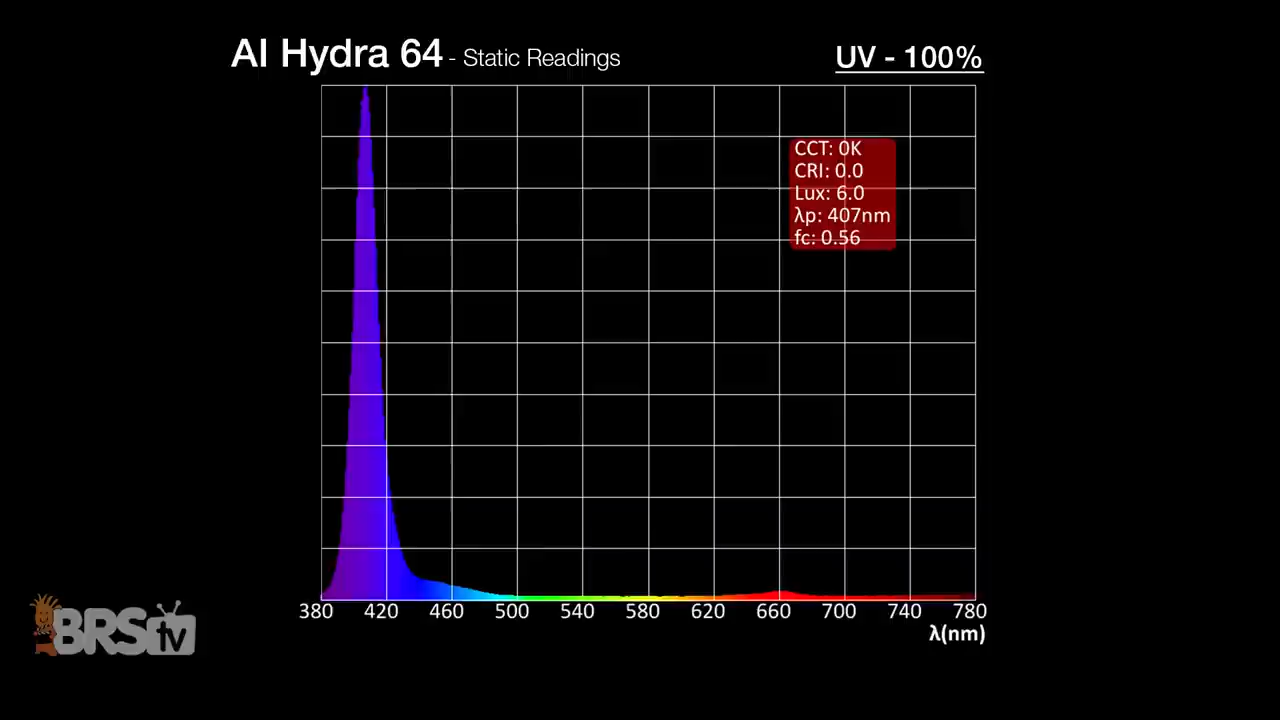 AI Hydra 64 - Static Readings
UV - 100%
CCT: 0K
CRI: 0.0
Lux: 6.0
λp: 407nm
fc: 0.56
380 420 460 500 540 580 620 660 700 740 780
λ(nm)
BRStv